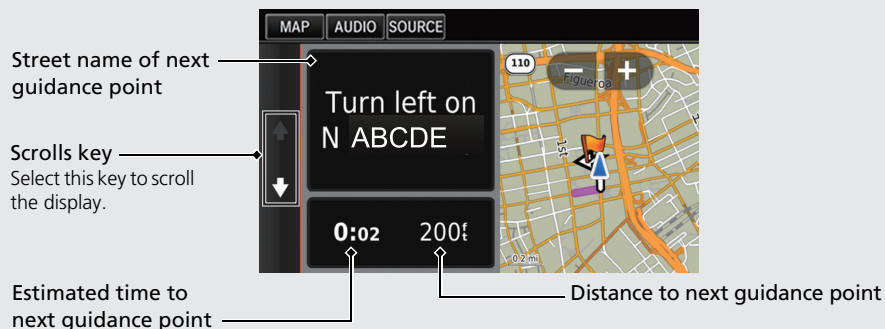 MAP AUDIO SOURCE
Street name of next
guidance point
Turn left on
N ABCDE
110
Figueroa
1st
Scrolls key
Select this key to scroll
the display.
0:02 200ft
0.2 mi
Estimated time to
next guidance point
Distance to next guidance point